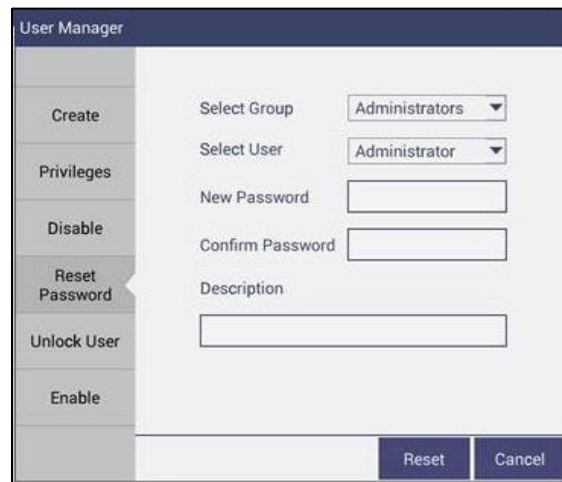 User Manager
Create
Privileges
Disable
Reset
Password
Unlock User
Enable
Select Group
Administrators
Select User
Administrator
New Password
Confirm Password
Description
Reset
Cancel